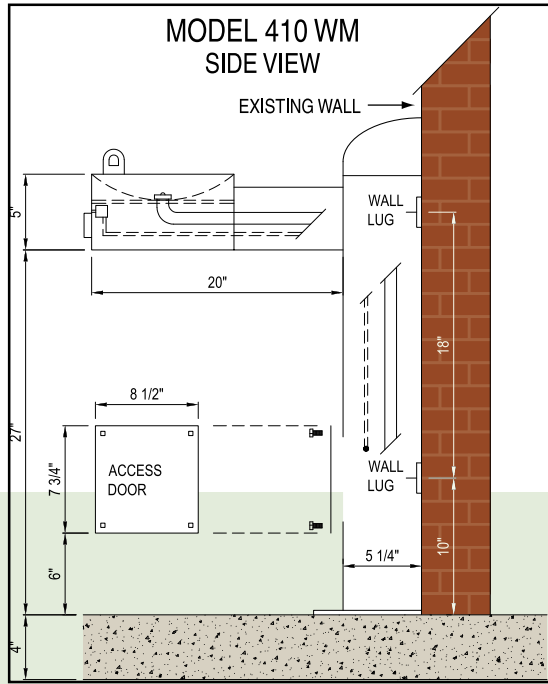 MODEL 410 WM
SIDE VIEW
EXISTING WALL
WALL
LUG
5"
20"
18"
8 1/2"
27"
ACCESS
DOOR
7 3/4"
WALL
LUG
5 1/4"
10"
6"
4"